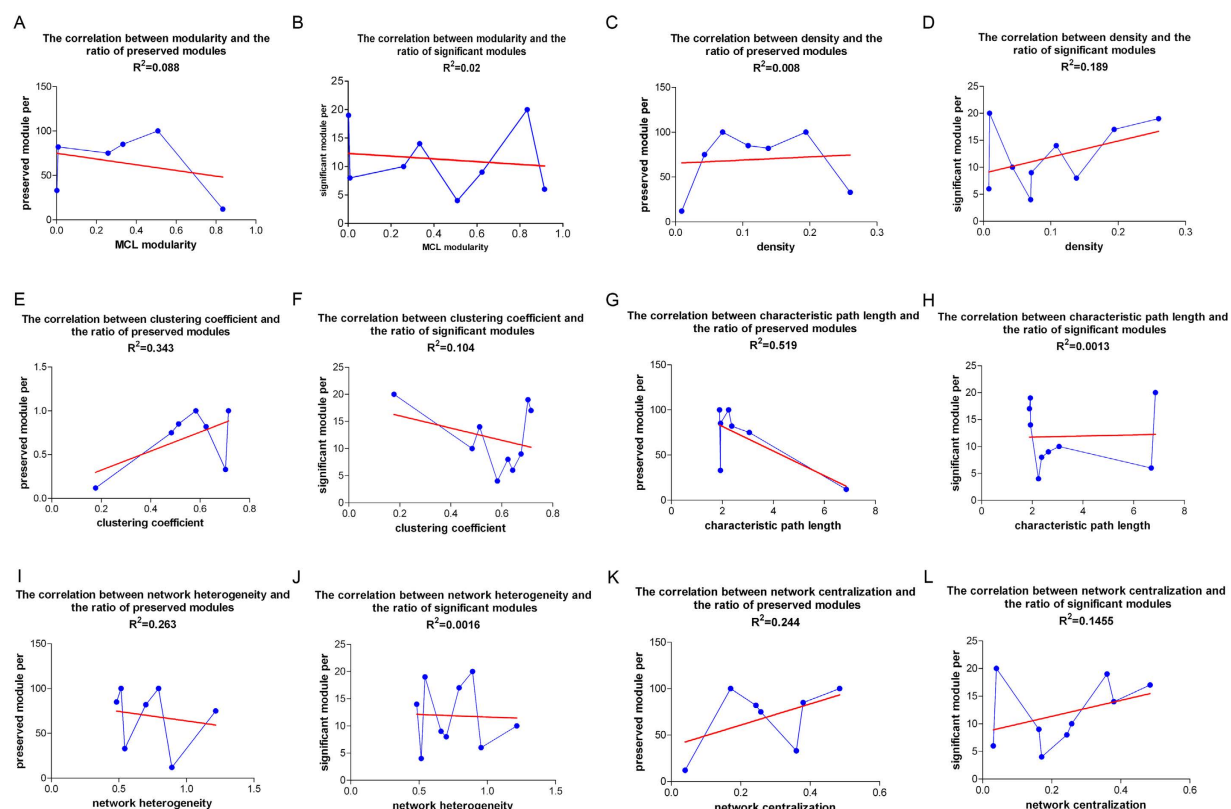 A
The correlation between modularity and the
ratio of preserved modules
R²=0.088
preserved module per
150
100
50
0
0.0 0.2 0.4 0.6 0.8 1.0
MCL modularity
B
The correlation between modularity and the
ratio of significant modules
R²=0.02
significant module per
25
20
15
10
5
0
0.0 0.2 0.4 0.6 0.8 1.0
MCL modularity
C
The correlation between density and the
ratio of preserved modules
R²=0.008
preserved module per
150
100
50
0
0.0 0.1 0.2 0.3
density
D
The correlation between density and the
ratio of significant modules
R²=0.189
significant module per
25
20
15
10
5
0
0.0 0.1 0.2 0.3
density
E
The correlation between clustering coefficient and
the ratio of preserved modules
R²=0.343
preserved module per
1.5
1.0
0.5
0.0
0.0 0.2 0.4 0.6 0.8
clustering coefficient
F
The correlation between clustering coefficient and
the ratio of significant modules
R²=0.104
significant module per
25
20
15
10
5
0
0.0 0.2 0.4 0.6 0.8
clustering coefficient
G
The correlation between characteristic path length and
the ratio of preserved modules
R²=0.519
preserved module per
150
100
50
0
0 2 4 6 8
characteristic path length
H
The correlation between characteristic path length and
the ratio of significant modules
R²=0.0013
significant module per
25
20
15
10
5
0
0 2 4 6 8
characteristic path length
I
The correlation between network heterogeneity and
the ratio of preserved modules
R²=0.263
preserved module per
150
100
50
0
0.0 0.5 1.0 1.5
network heterogeneity
J
The correlation between network heterogeneity and
the ratio of significant modules
R²=0.0016
significant module per
25
20
15
10
5
0
0.0 0.5 1.0 1.5
network heterogeneity
K
The correlation between network centralization and
the ratio of preserved modules
R²=0.244
preserved module per
150
100
50
0
0.0 0.2 0.4 0.6
network centralization
L
The correlation between network centralization and
the ratio of significant modules
R²=0.1455
significant module per
25
20
15
10
5
0
0.0 0.2 0.4 0.6
network centralization